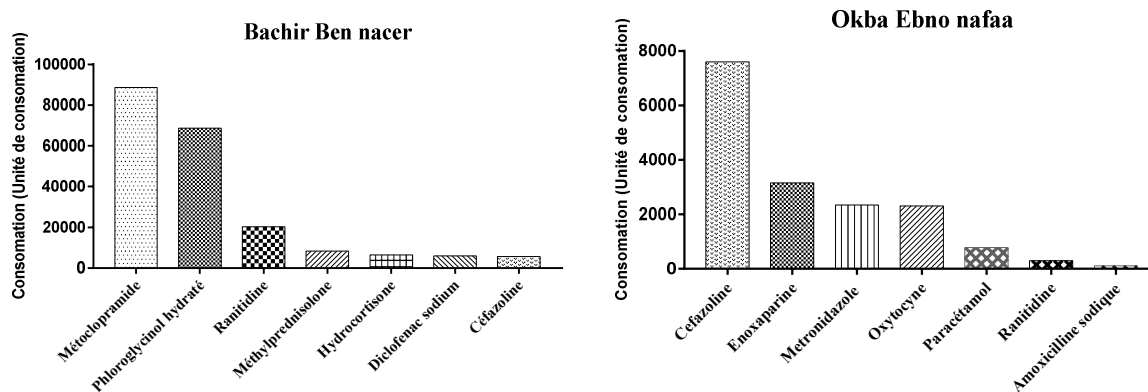 Bachir Ben nacer
Consomation (Unité de consomation)
100000
80000
60000
40000
20000
0
Métoclopramide
Phloroglycinol hydraté
Ranitidine
Méthylprednisolone
Hydrocortisone
Diclofenac sodium
Céfazoline
Okba Ebno nafaa
Consomation (Unité de consomation)
8000
6000
4000
2000
0
Cefazoline
Enoxaparine
Metronidazole
Oxytocyne
Paracétamol
Ranitidine
Amoxicilline sodique